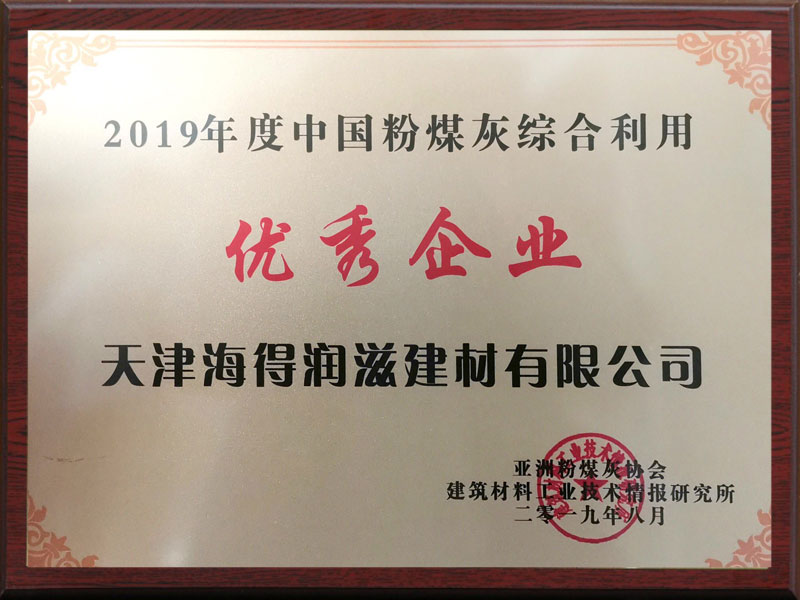 2019年度中国粉煤灰综合利用
优秀企业
天津海得润滋建材有限公司
亚洲粉煤灰协会
建筑材料工业技术情报研究所
二零一九年八月